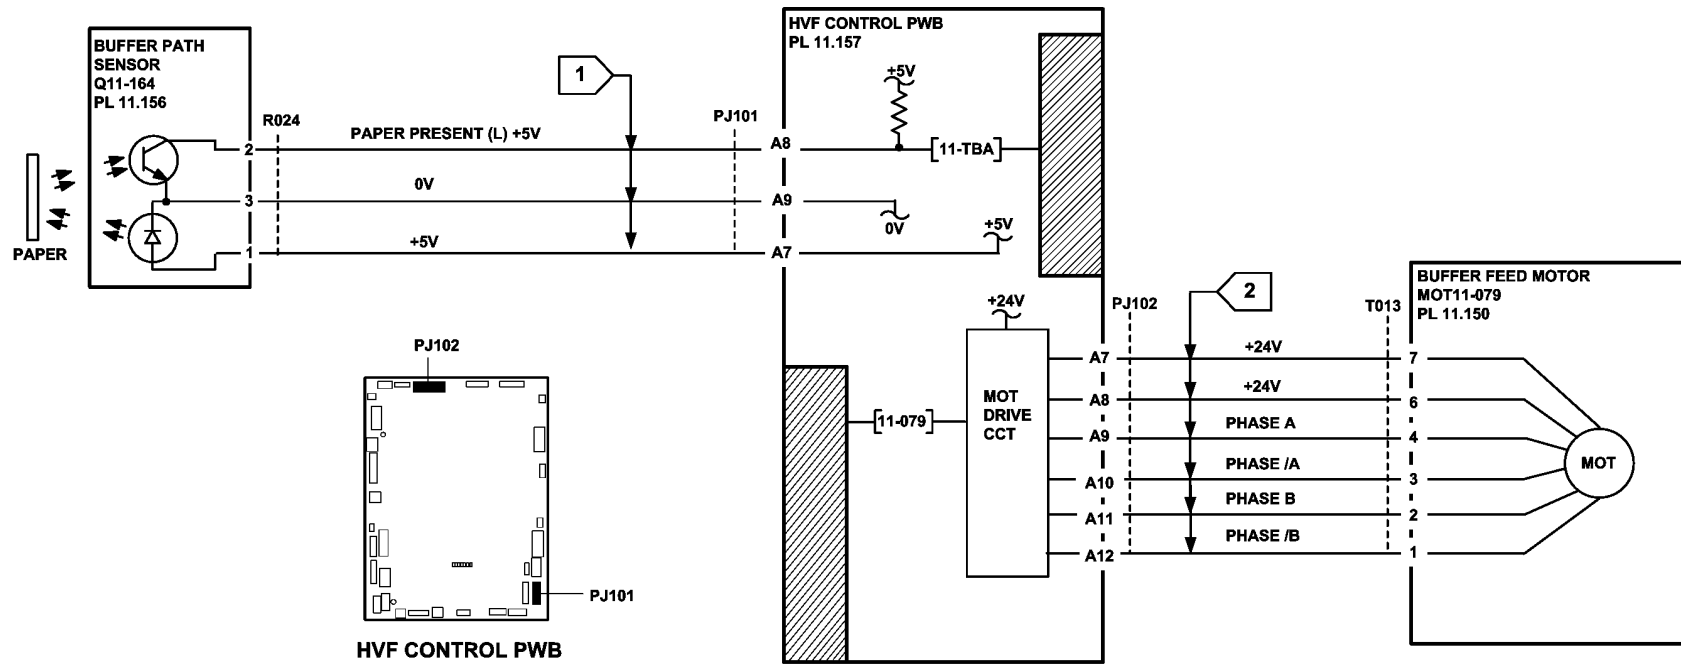 BUFFER PATH
SENSOR
Q11-164
PL 11.156
PAPER
R024
2
3
1
PAPER PRESENT (L) +5V
0V
+5V
1
PJ101
A8
A9
A7
HVF CONTROL PWB
PL 11.157
+5V
11-TBA
0V
+5V
+24V
MOT
DRIVE
CCT
11-079
PJ102
A7
A8
A9
A10
A11
A12
2
+24V
+24V
PHASE A
PHASE /A
PHASE B
PHASE /B
T013
BUFFER FEED MOTOR
MOT11-079
PL 11.150
7
6
4
3
2
1
MOT
PJ102
PJ101
HVF CONTROL PWB